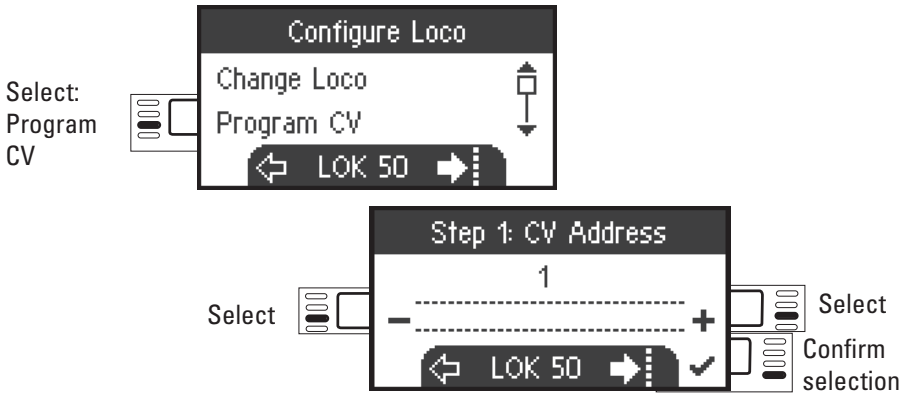 Configure Loco
Change Loco
Program CV
LOK 50
Select:
Program
CV
Step 1: CV Address
1
− +
LOK 50
Select
Select
Confirm
selection